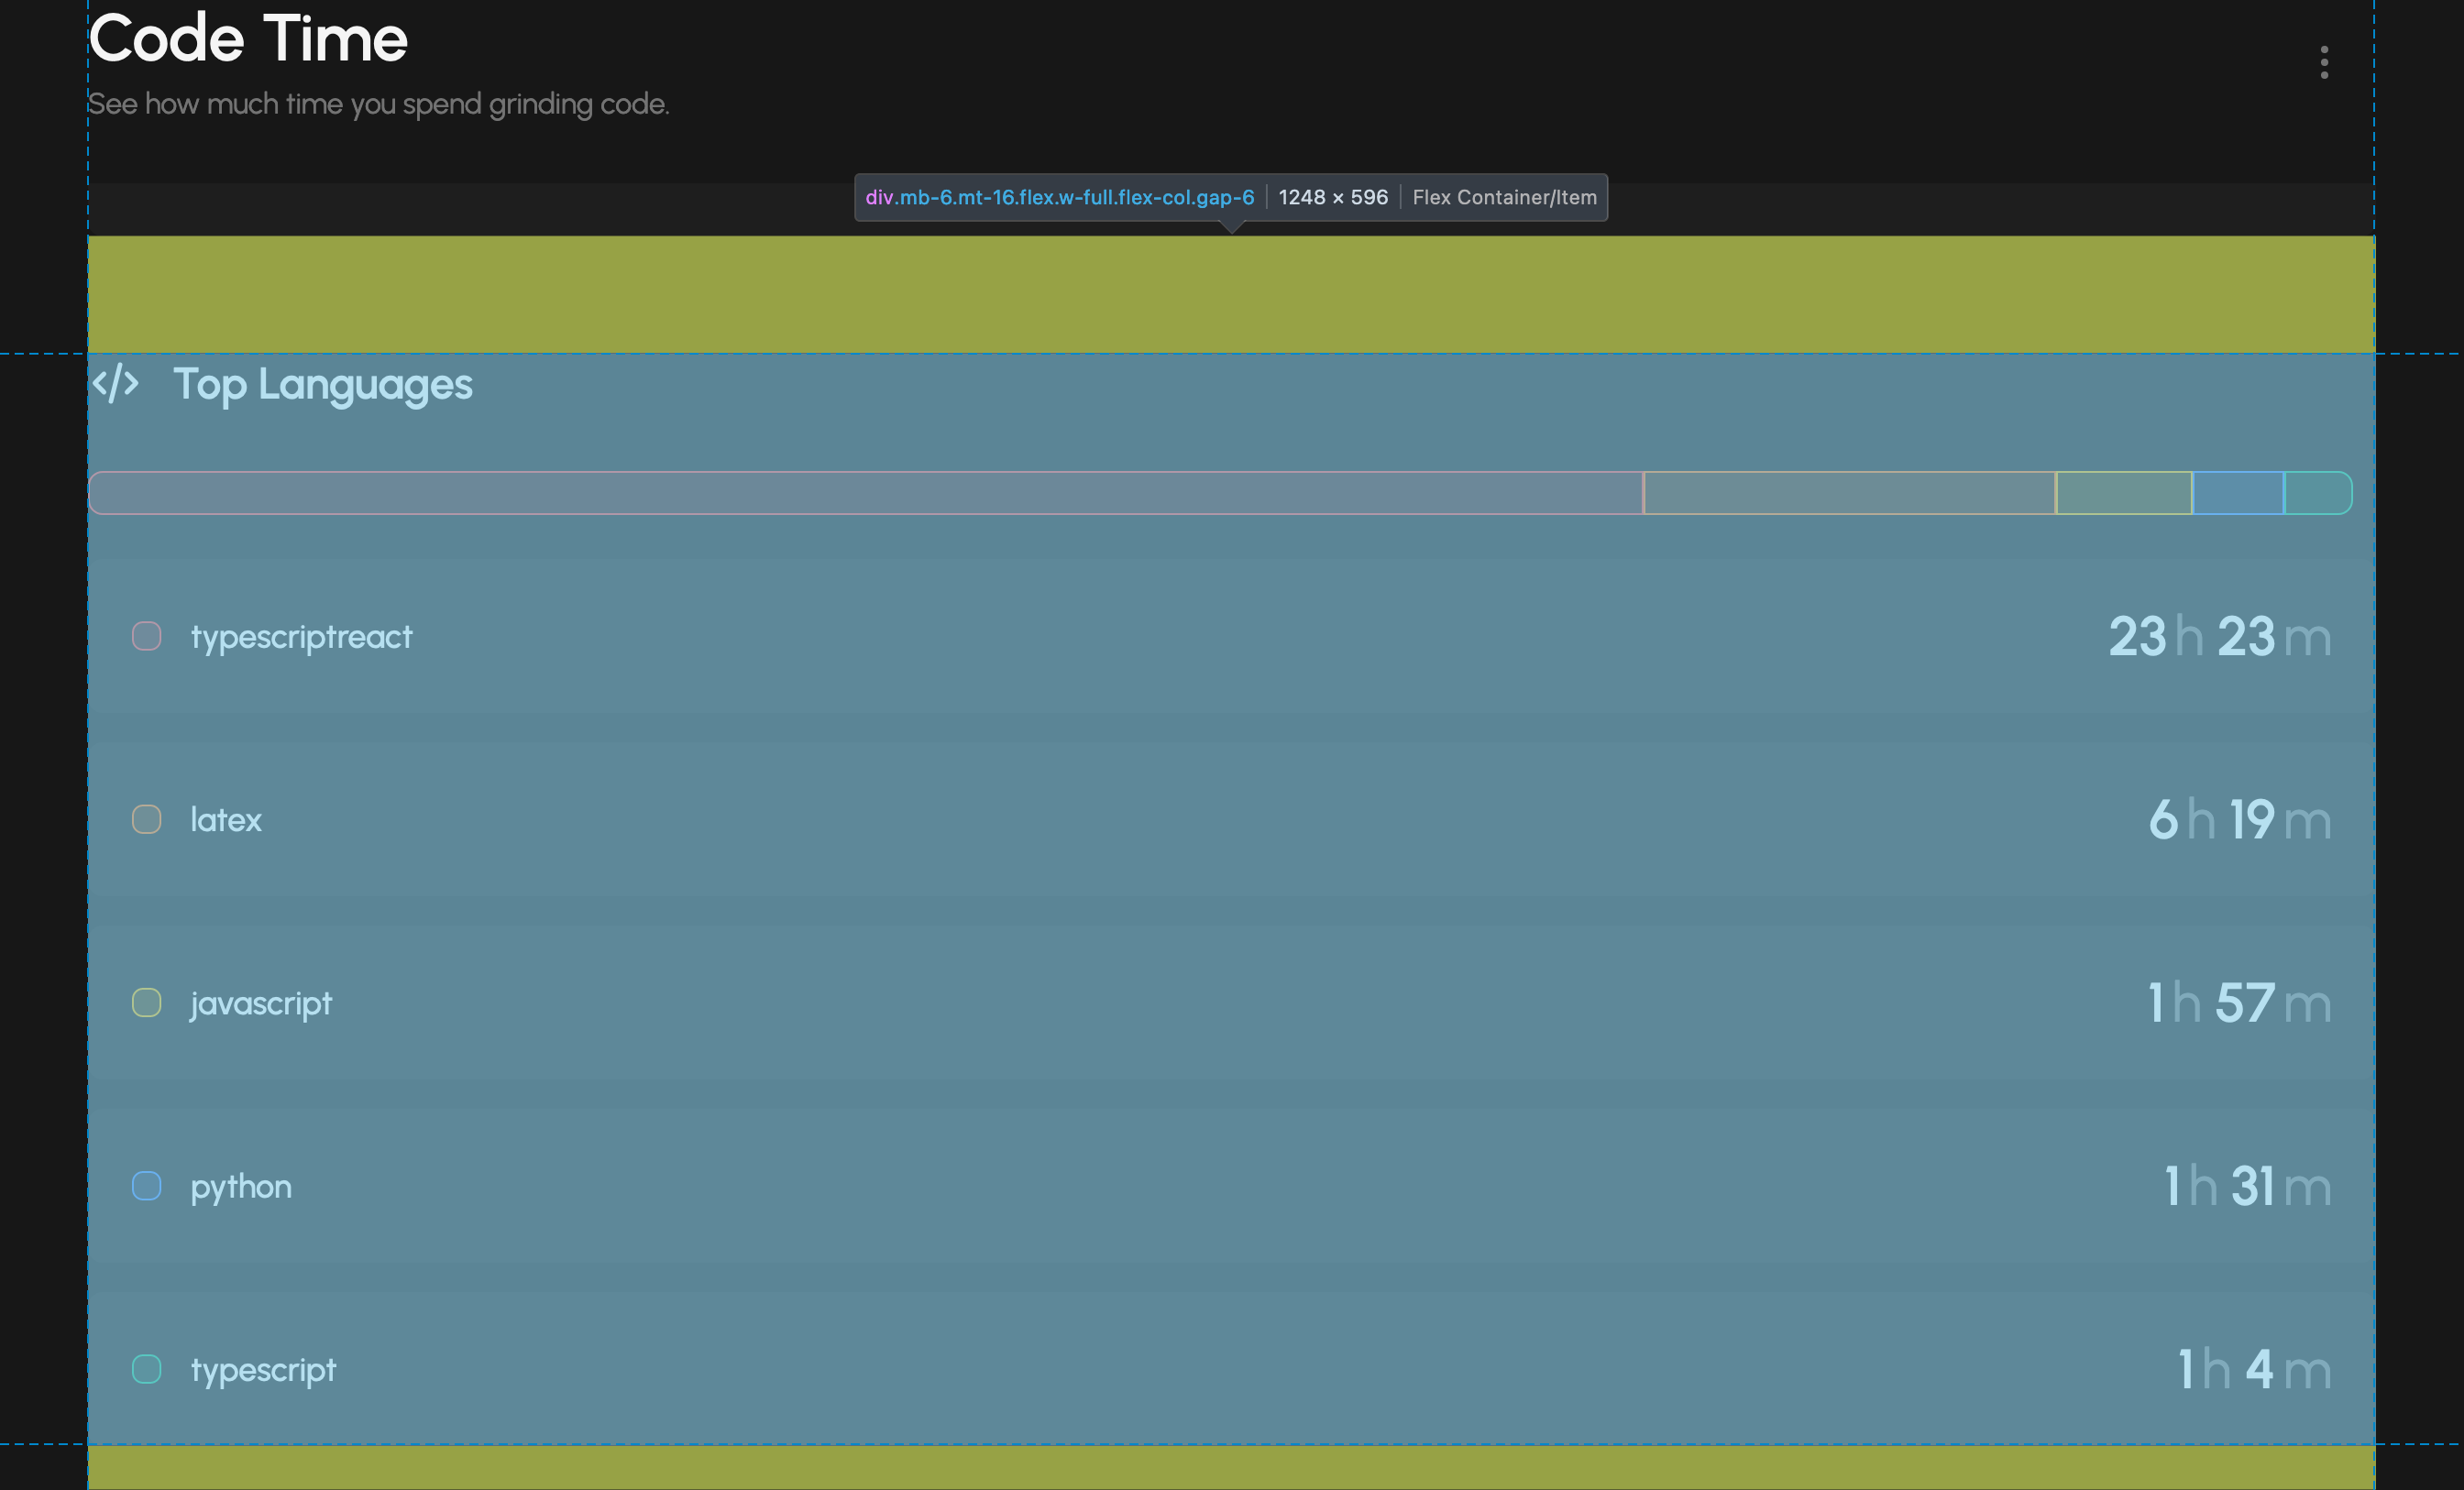 Code Time
See how much time you spend grinding code.
div.mb-6.mt-16.flex.w-full.flex-col.gap-6 1248 × 596 Flex Container/Item
</> Top Languages
typescriptreact 23 h 23 m
latex 6 h 19 m
javascript 1 h 57 m
python 1 h 31 m
typescript 1 h 4 m